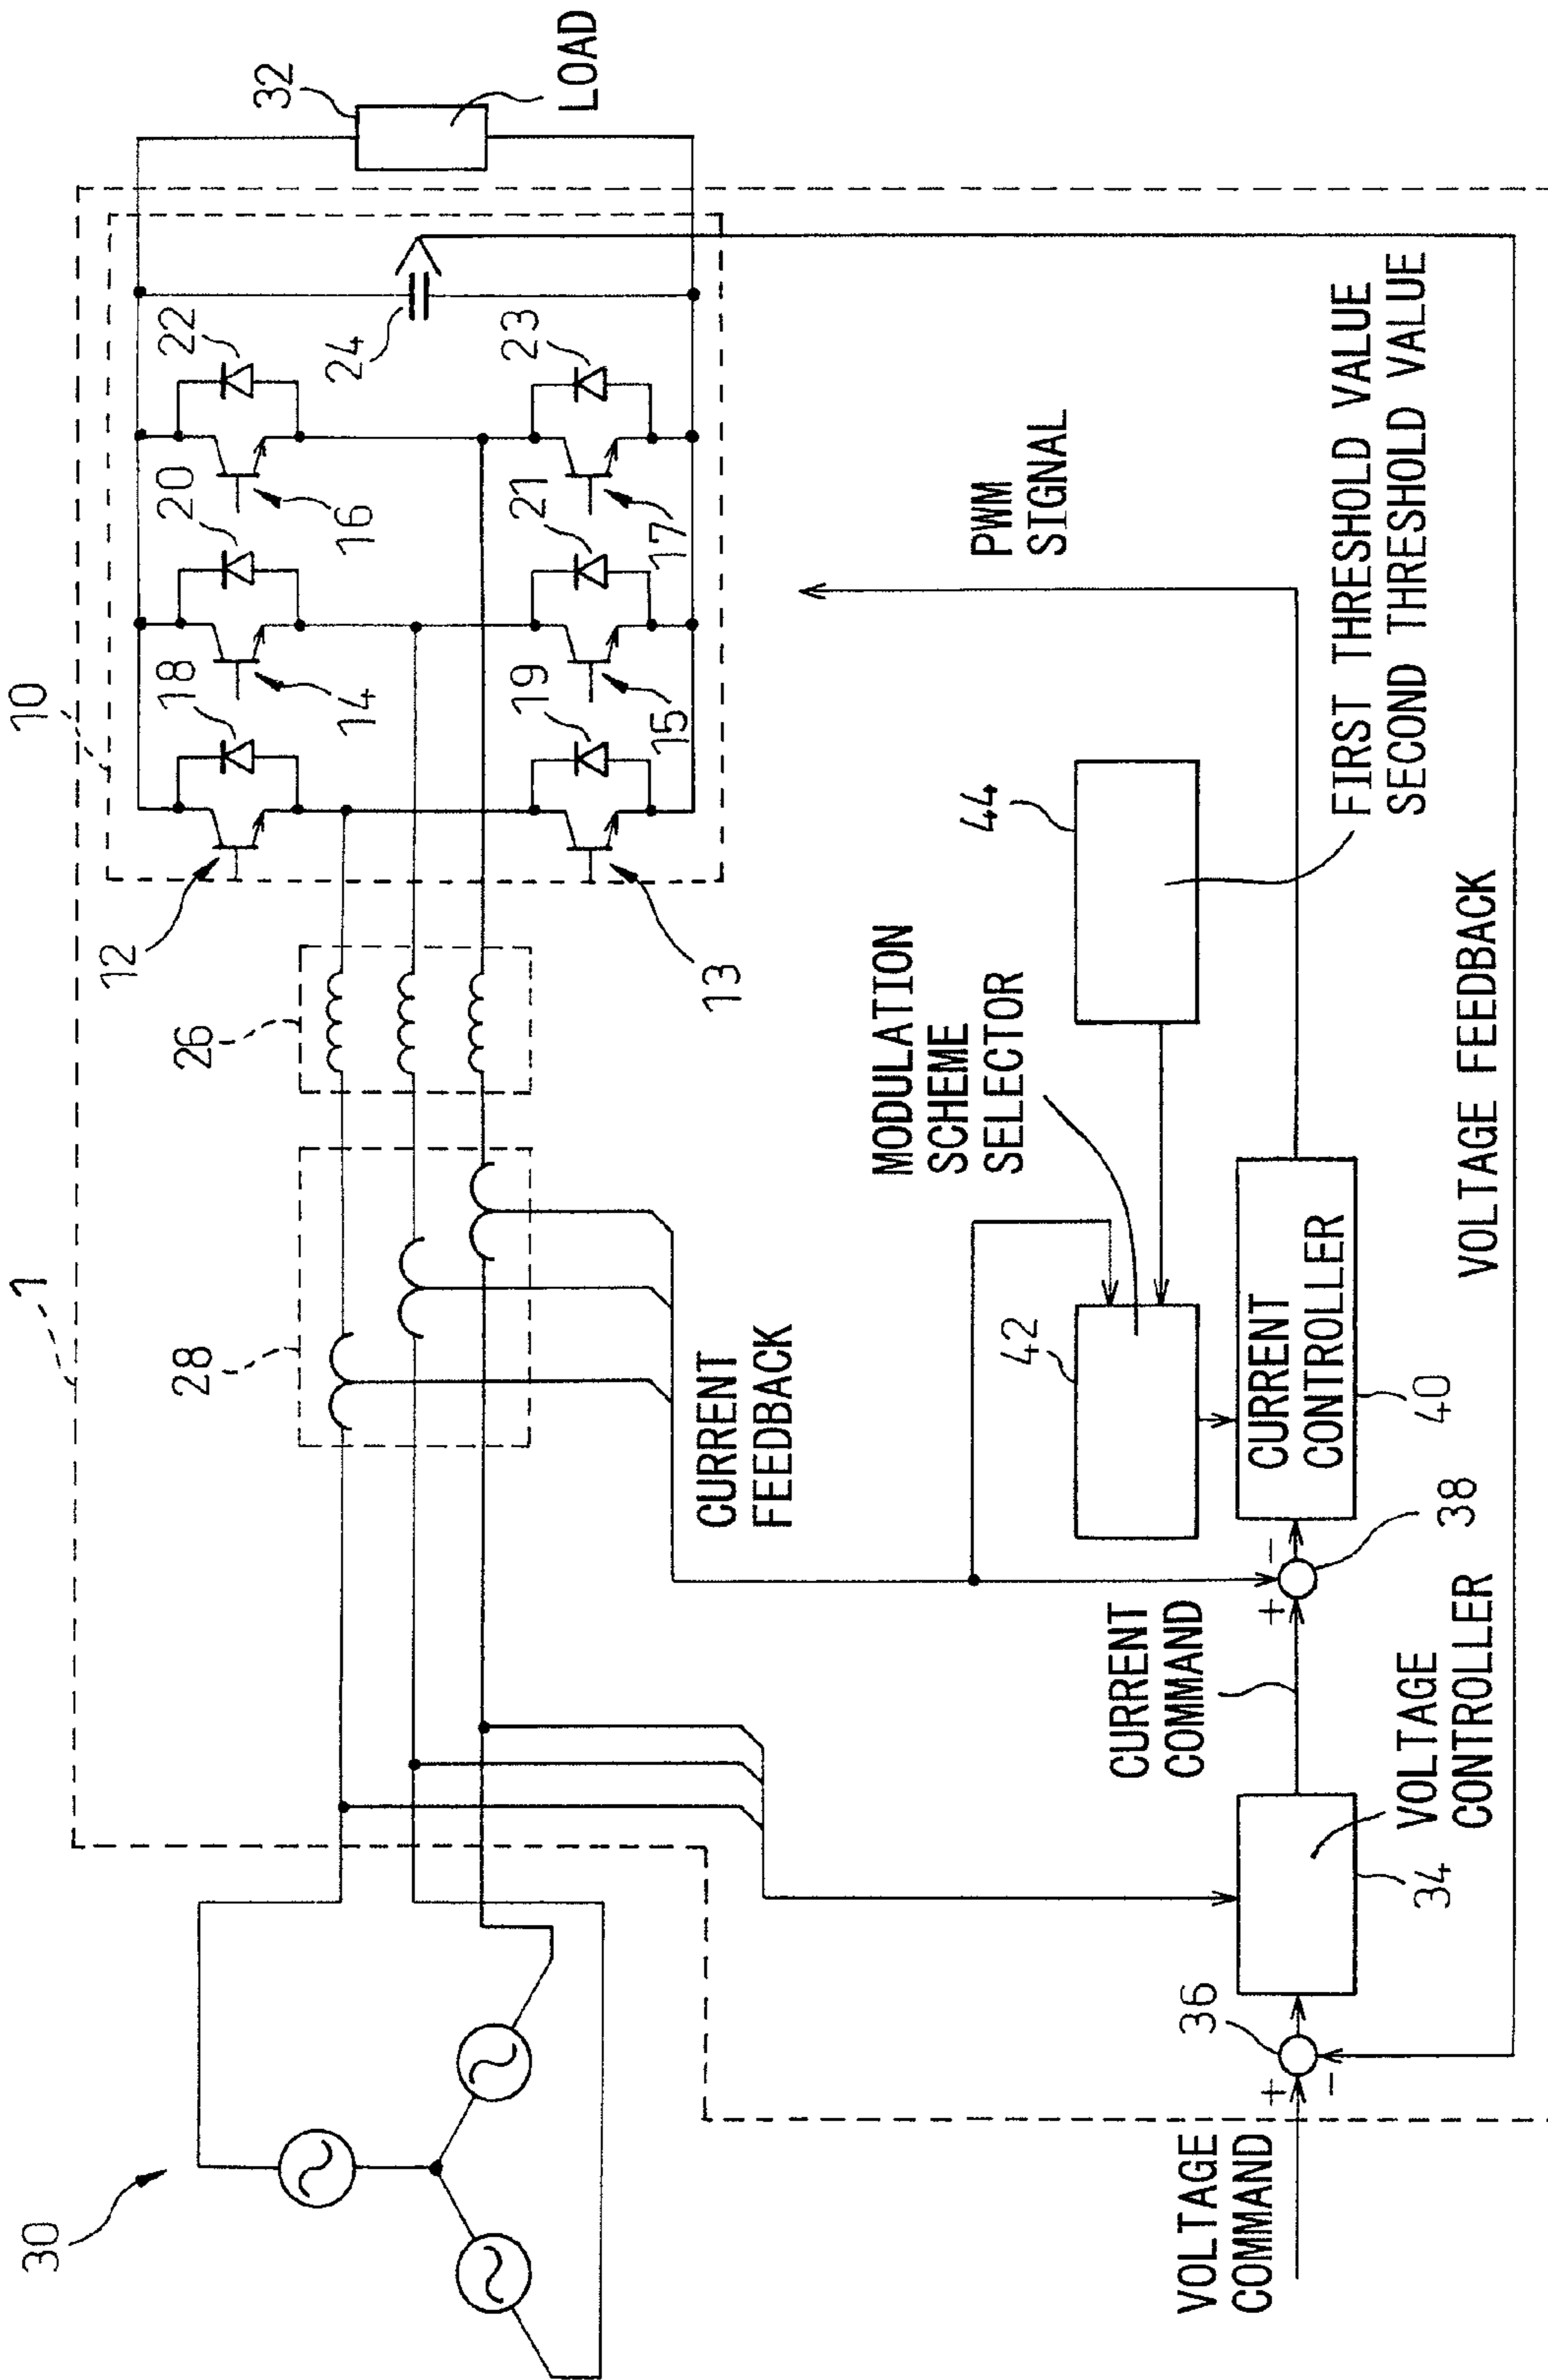 1
10
12
18
20
22
32
LOAD
28
26
14
16
24
13
19
21
23
15
17
30
CURRENT
FEEDBACK
PWM
SIGNAL
MODULATION
SCHEME
SELECTOR
44
42
CURRENT
COMMAND
VOLTAGE
COMMAND
36
+
-
34
VOLTAGE
CONTROLLER
+
-
38
CURRENT
CONTROLLER
40
FIRST THRESHOLD VALUE
SECOND THRESHOLD VALUE
VOLTAGE FEEDBACK